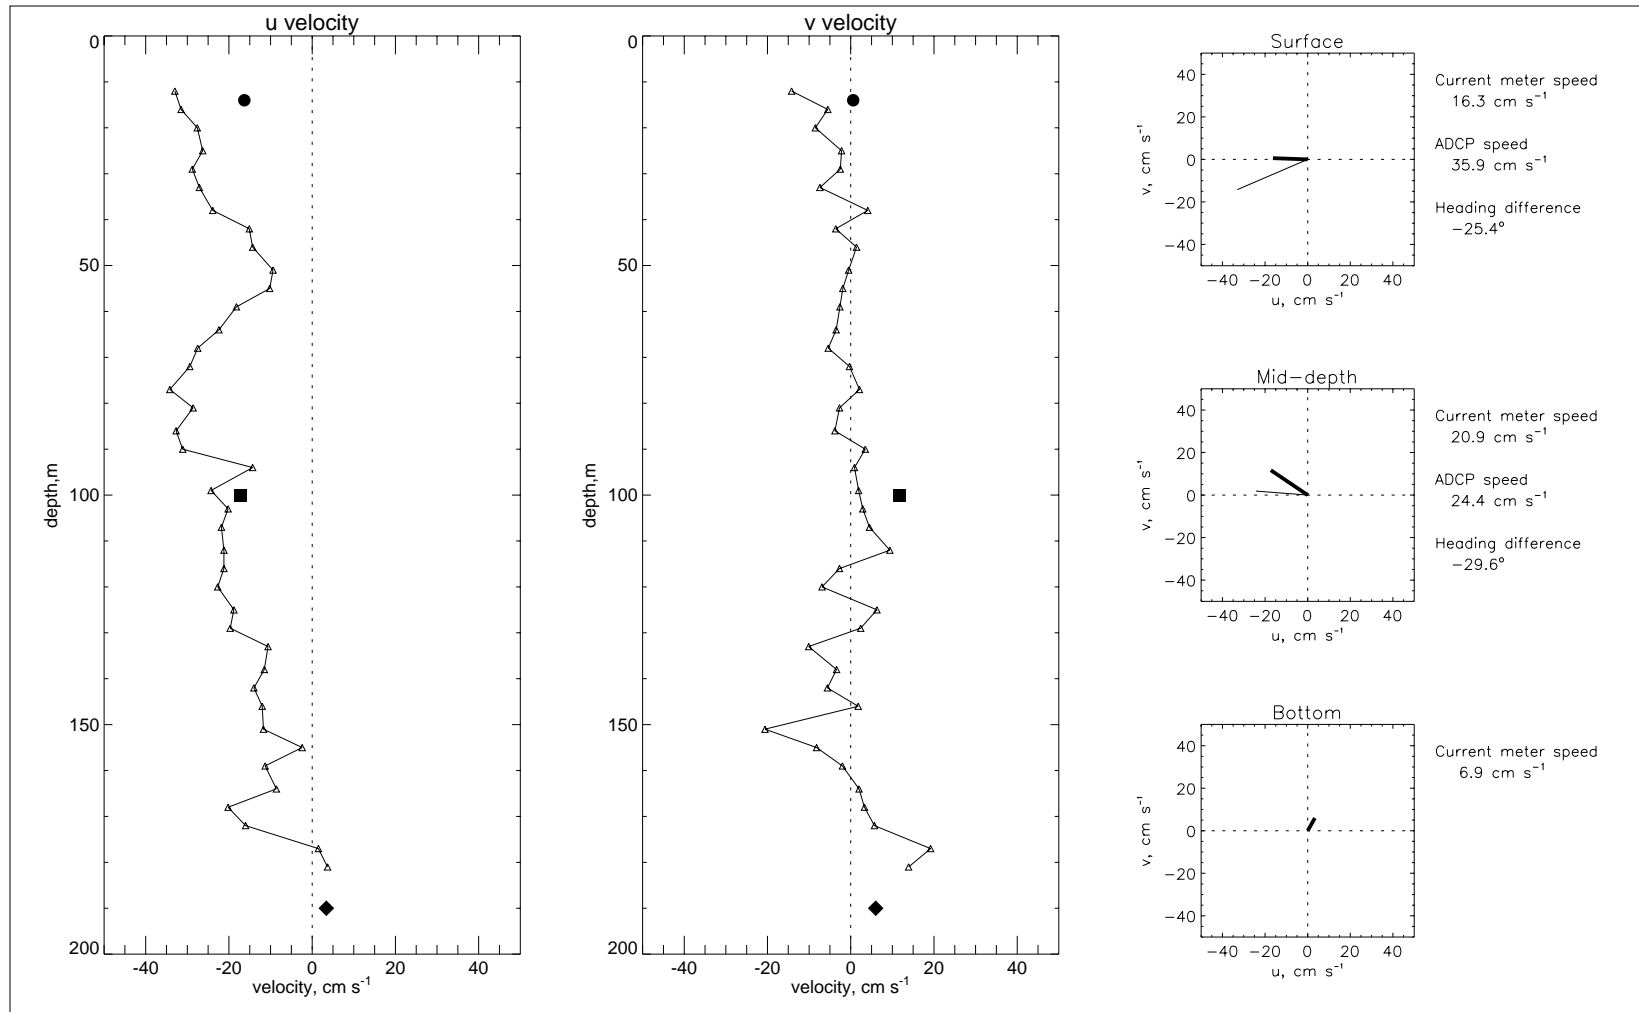 u velocity
0
50
100
150
200
depth,m
-40 -20 0 20 40
velocity, cm s⁻¹
v velocity
0
50
100
150
200
depth,m
-40 -20 0 20 40
velocity, cm s⁻¹
Surface
40
20
0
−20
−40
v, cm s⁻¹
−40 −20 0 20 40
u, cm s⁻¹
Current meter speed
16.3 cm s⁻¹
ADCP speed
35.9 cm s⁻¹
Heading difference
−25.4°
Mid−depth
40
20
0
−20
−40
v, cm s⁻¹
−40 −20 0 20 40
u, cm s⁻¹
Current meter speed
20.9 cm s⁻¹
ADCP speed
24.4 cm s⁻¹
Heading difference
−29.6°
Bottom
40
20
0
−20
−40
v, cm s⁻¹
−40 −20 0 20 40
u, cm s⁻¹
Current meter speed
6.9 cm s⁻¹